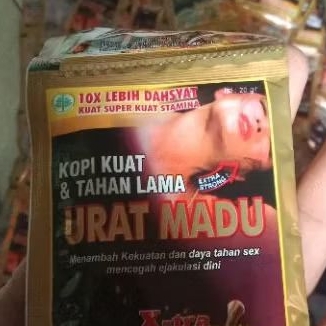 10X LEBIH DAHSYAT
KUAT SUPER KUAT STAMINA
KOPI KUAT
& TAHAN LAMA
EXTRA
STRONG
URAT MADU
Menambah Kekuatan dan daya tahan sex
mencegah ejakulasi dini
X-tra